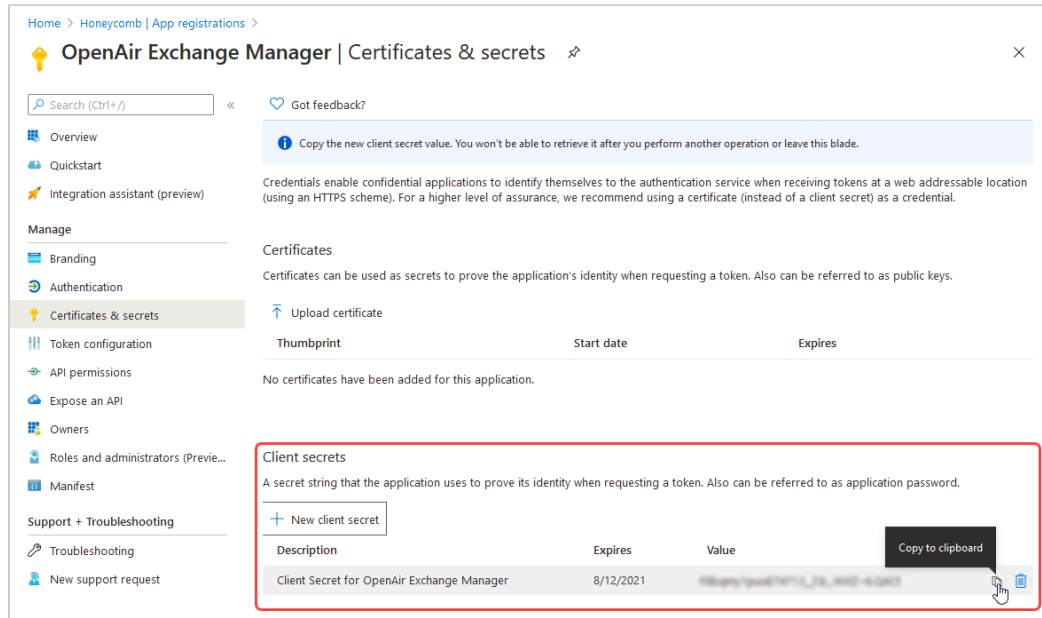 Home > Honeycomb | App registrations >
OpenAir Exchange Manager | Certificates & secrets
Search (Ctrl+/)
«
Overview
Quickstart
Integration assistant (preview)
Manage
Branding
Authentication
Certificates & secrets
Token configuration
API permissions
Expose an API
Owners
Roles and administrators (Previe...
Manifest
Support + Troubleshooting
Troubleshooting
New support request
Got feedback?
Copy the new client secret value. You won't be able to retrieve it after you perform another operation or leave this blade.
Credentials enable confidential applications to identify themselves to the authentication service when receiving tokens at a web addressable location
(using an HTTPS scheme). For a higher level of assurance, we recommend using a certificate (instead of a client secret) as a credential.
Certificates
Certificates can be used as secrets to prove the application's identity when requesting a token. Also can be referred to as public keys.
Upload certificate
Thumbprint Start date Expires
No certificates have been added for this application.
Client secrets
A secret string that the application uses to prove its identity when requesting a token. Also can be referred to as application password.
New client secret
Copy to clipboard
Description Expires Value
Client Secret for OpenAir Exchange Manager 8/12/2021